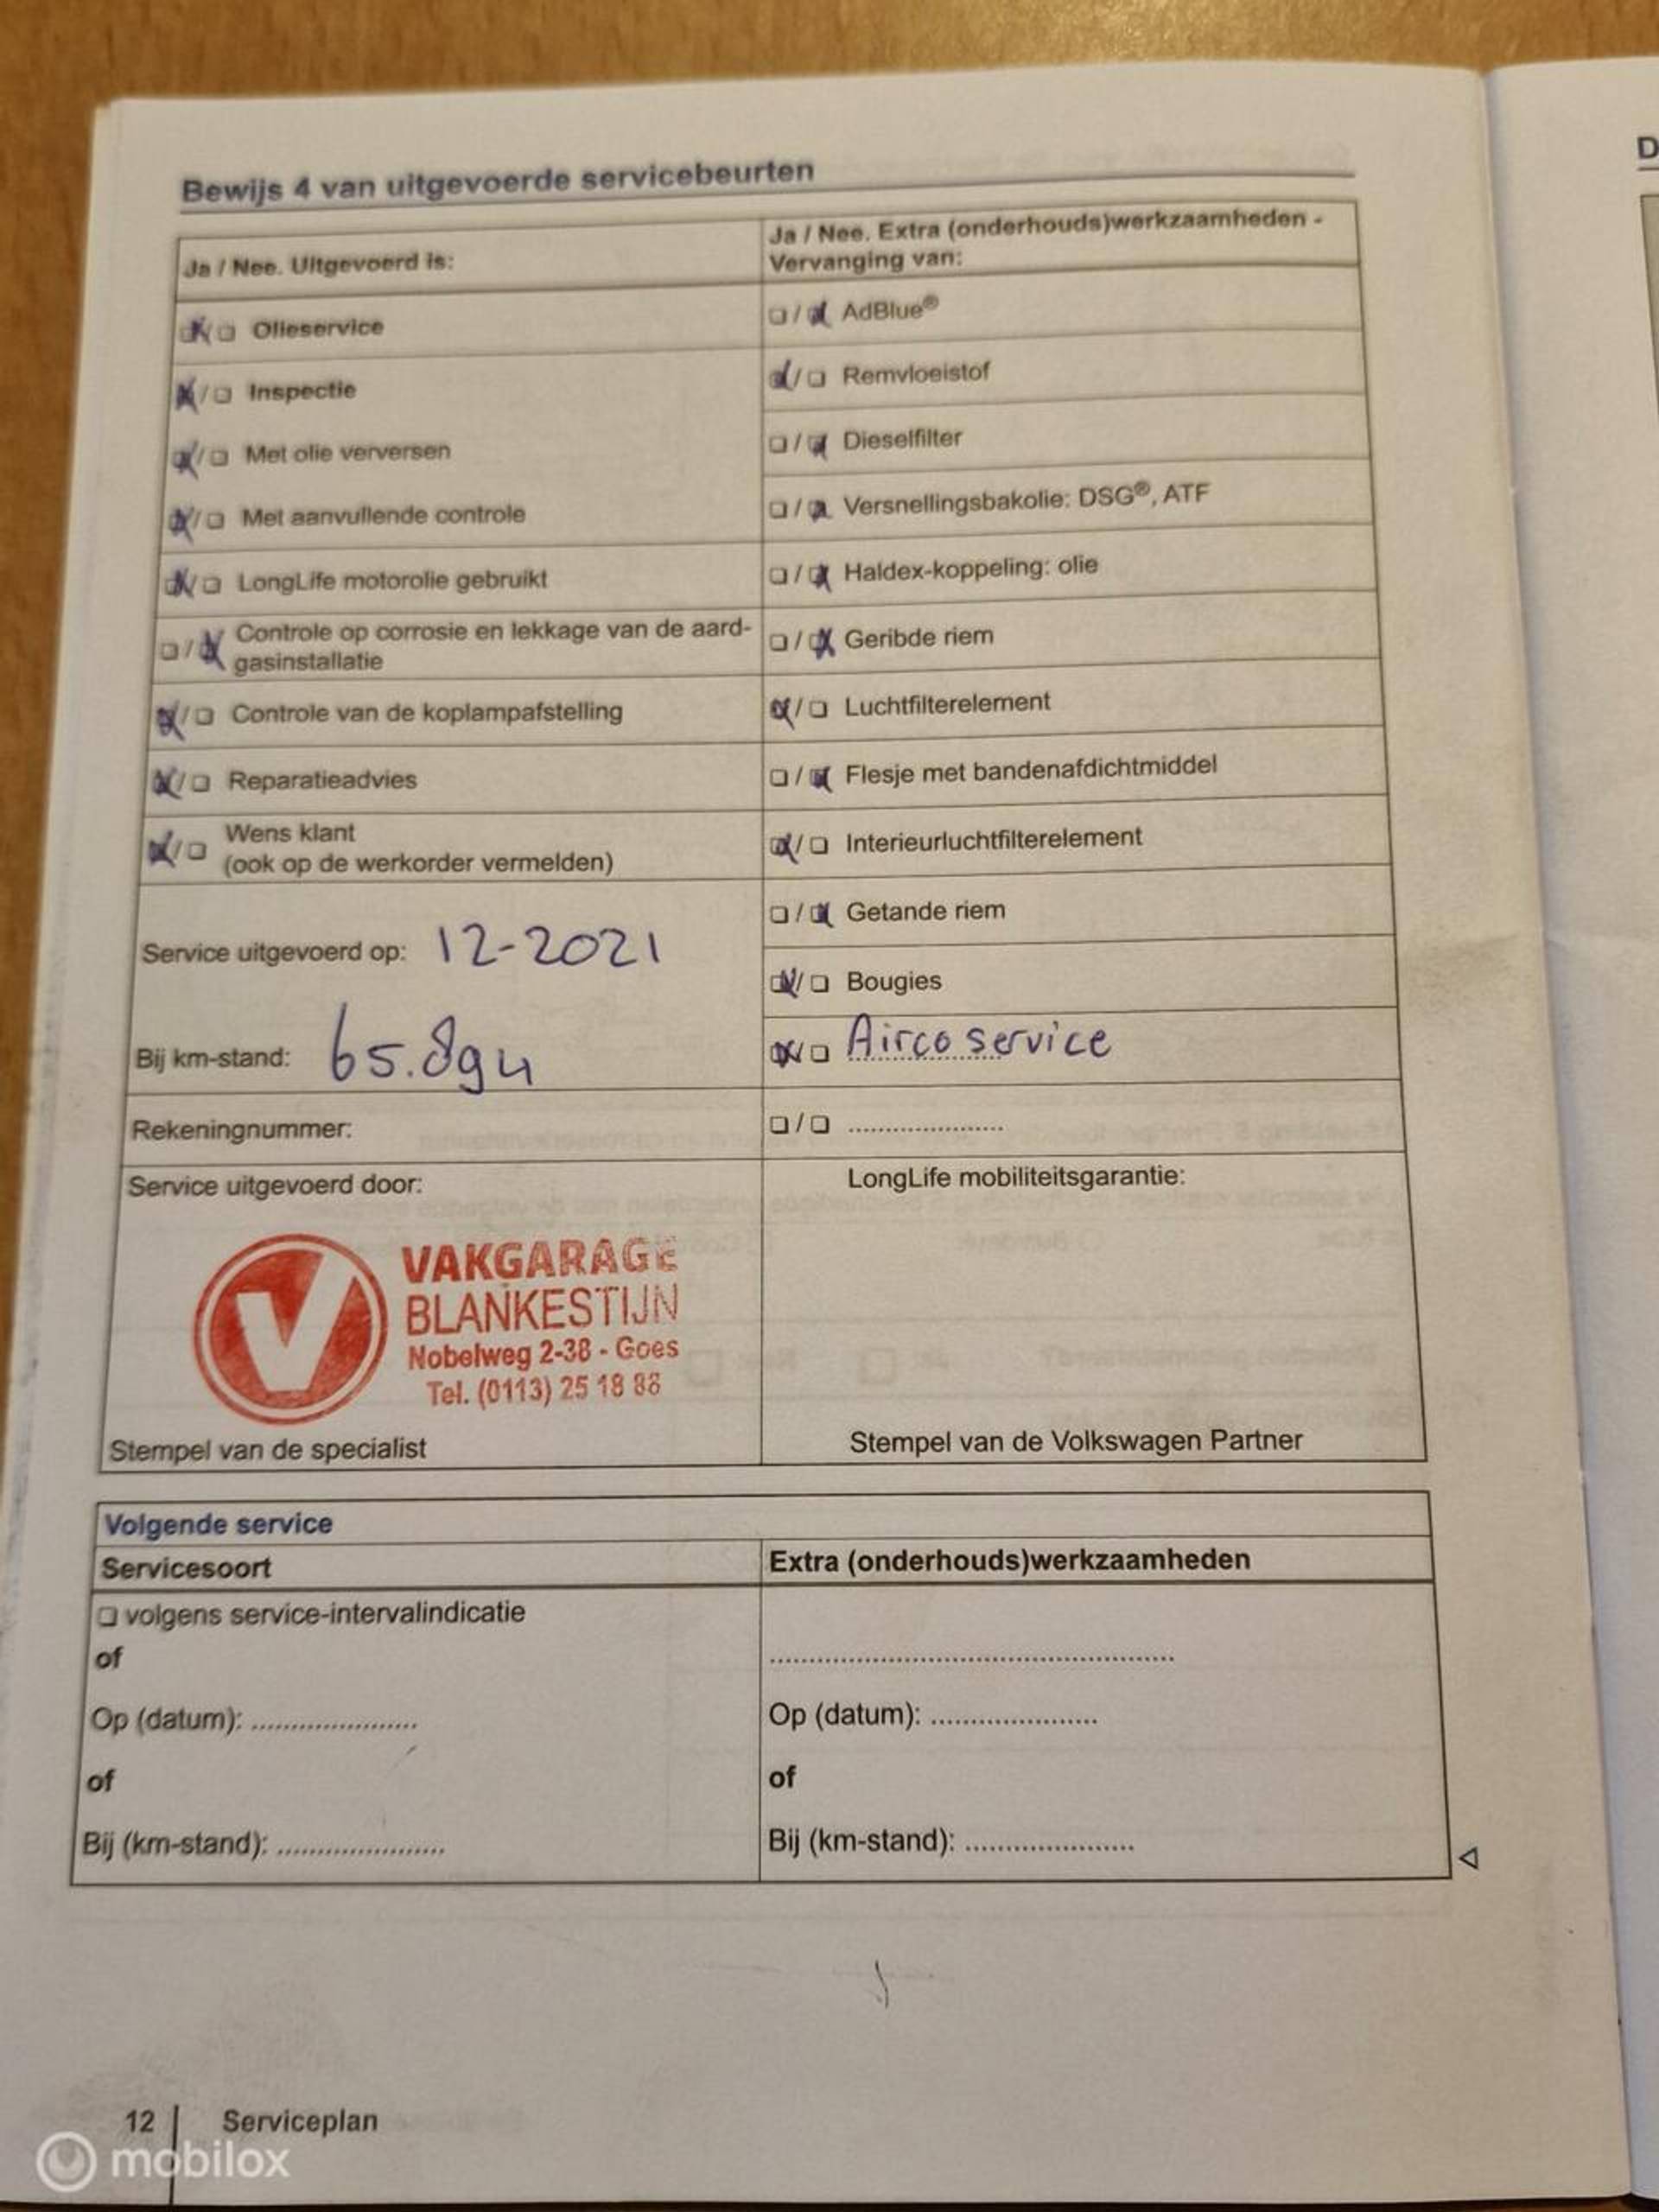 Bewijs 4 van uitgevoerde servicebeurten
Ja / Nee. Uitgevoerd is:
Ja / Nee. Extra (onderhouds)werkzaamheden -
Vervanging van:
Olieservice
Inspectie
Met olie verversen
Met aanvullende controle
LongLife motorolie gebruikt
Controle op corrosie en lekkage van de aard-
gasinstallatie
Controle van de koplampafstelling
Reparatieadvies
Wens klant
(ook op de werkorder vermelden)
Service uitgevoerd op: 12-2021
Bij km-stand: 65.894
Rekeningnummer:
AdBlue®
Remvloeistof
Dieselfilter
Versnellingsbakolie: DSG®, ATF
Haldex-koppeling: olie
Geribde riem
Luchtfilterelement
Flesje met bandenafdichtmiddel
Interieurluchtfilterelement
Getande riem
Bougies
Airco service
Service uitgevoerd door:
VAKGARAGE
BLANKESTIJN
Nobelweg 2-38 - Goes
Tel. (0113) 25 18 88
Stempel van de specialist
LongLife mobiliteitsgarantie:
Stempel van de Volkswagen Partner
Volgende service
Servicesoort
volgens service-intervalindicatie
of
Op (datum): .....................
of
Bij (km-stand): .....................
Extra (onderhouds)werkzaamheden
Op (datum): .....................
of
Bij (km-stand): .....................
12 Serviceplan
mobilox
D